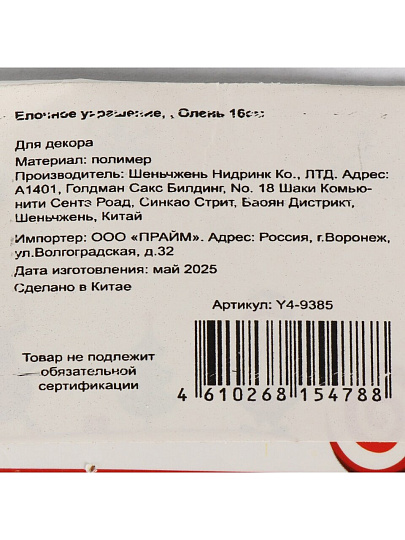 Елочное украшение, , Олень 16см
Для декора
Материал: полимер
Производитель: Шеньчжень Нидринк Ко., ЛТД. Адрес:
А1401, Голдман Сакс Билдинг, No. 18 Шаки Комью-
нити Сентэ Роад, Синкао Стрит, Баоян Дистрикт,
Шеньчжень, Китай
Импортер: ООО «ПРАЙМ». Адрес: Россия, г.Воронеж,
ул.Волгоградская, д.32
Дата изготовления: май 2025
Сделано в Китае
Артикул: Y4-9385
Товар не подлежит
обязательной
сертификации
4 610268 154788